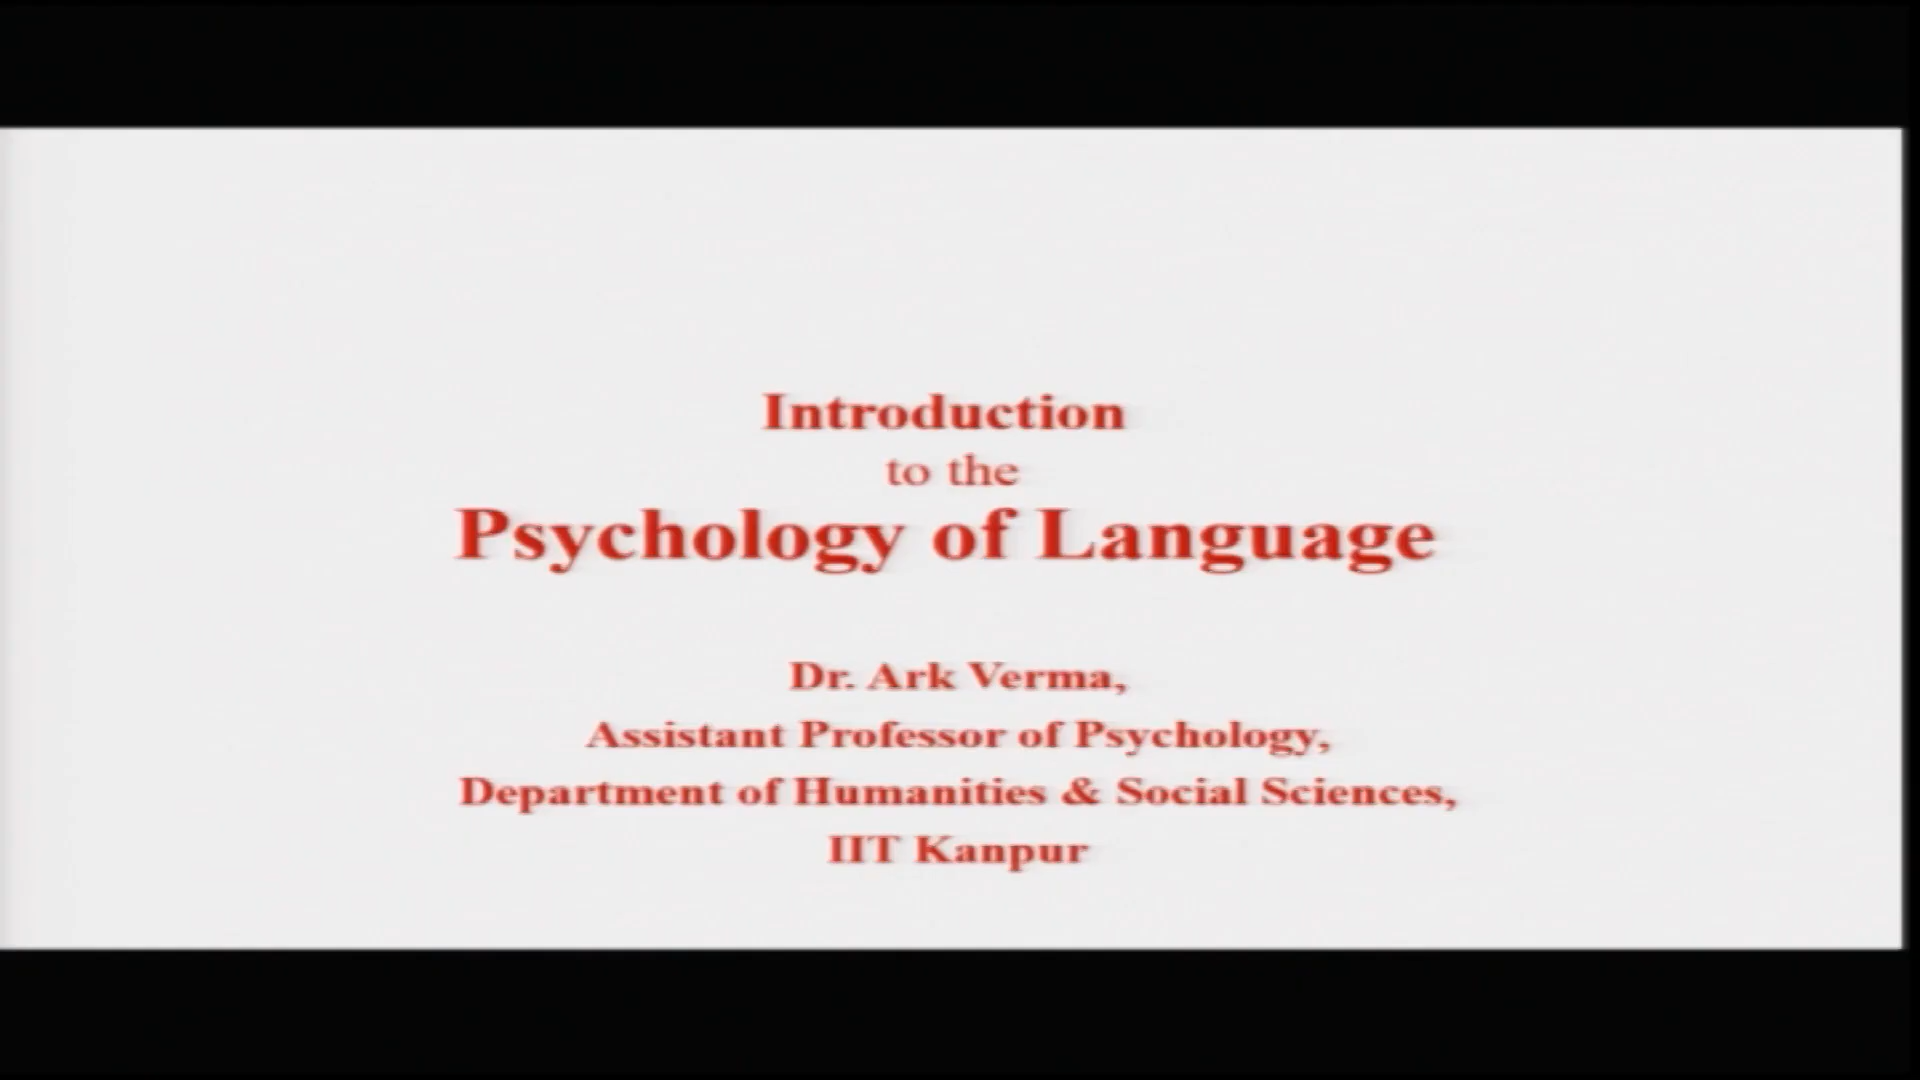 Introduction
to the
Psychology of Language
Dr. Ark Verma,
Assistant Professor of Psychology,
Department of Humanities & Social Sciences,
IIT Kanpur